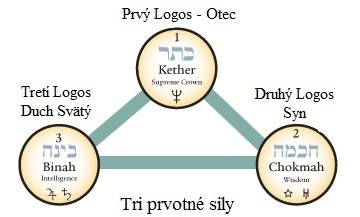 Prvý Logos - Otec
1
כתר
Kether
Supreme Crown
♆
Tretí Logos
Duch Svätý
3
בינה
Binah
Intelligence
♃ ♄
Druhý Logos
Syn
2
חכמה
Chokmah
Wisdom
☆ ♅
Tri prvotné sily